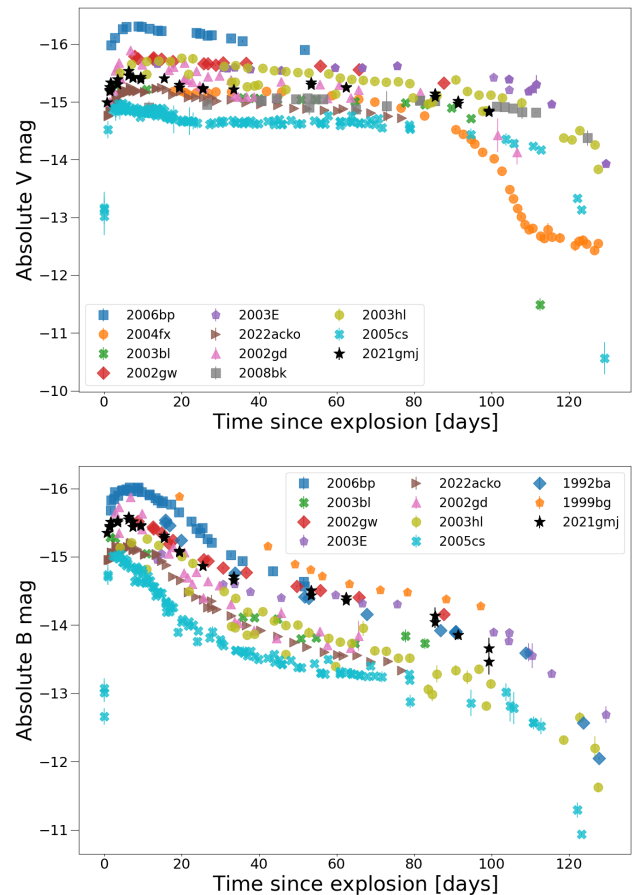 −16
−15
−14
−13
−12
−11
−10
Absolute V mag
2006bp 2003E 2003hl
2004fx 2022acko 2005cs
2003bl 2002gd 2021gmj
2002gw 2008bk
0 20 40 60 80 100 120
Time since explosion [days]
−16
−15
−14
−13
−12
−11
Absolute B mag
2006bp 2022acko 1992ba
2003bl 2002gd 1999bg
2002gw 2003hl 2021gmj
2003E 2005cs
0 20 40 60 80 100 120
Time since explosion [days]